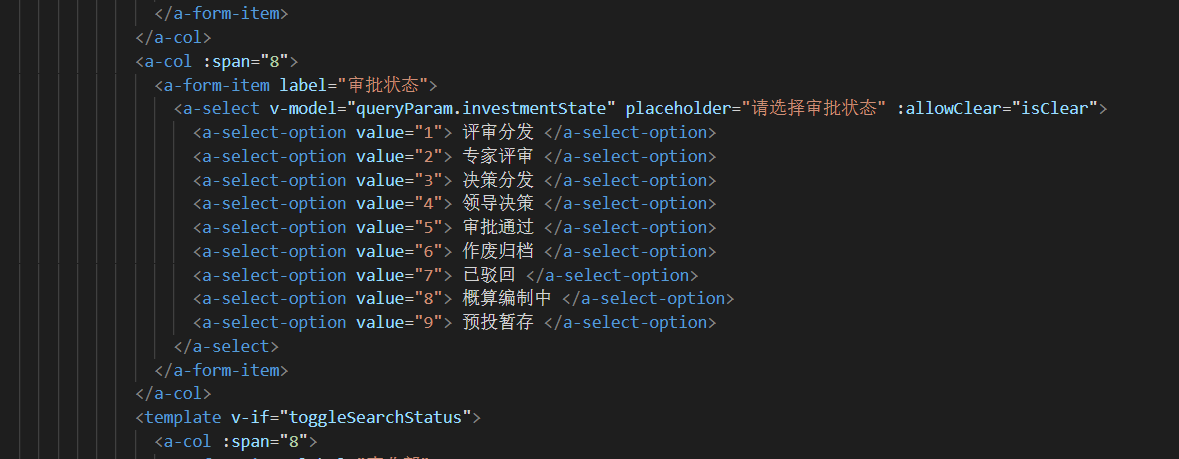 </a-form-item>
</a-col>
<a-col :span="8">
<a-form-item label="审批状态">
<a-select v-model="queryParam.investmentState" placeholder="请选择审批状态" :allowClear="isClear">
<a-select-option value="1"> 评审分发 </a-select-option>
<a-select-option value="2"> 专家评审 </a-select-option>
<a-select-option value="3"> 决策分发 </a-select-option>
<a-select-option value="4"> 领导决策 </a-select-option>
<a-select-option value="5"> 审批通过 </a-select-option>
<a-select-option value="6"> 作废归档 </a-select-option>
<a-select-option value="7"> 已驳回 </a-select-option>
<a-select-option value="8"> 概算编制中 </a-select-option>
<a-select-option value="9"> 预投暂存 </a-select-option>
</a-select>
</a-form-item>
</a-col>
<template v-if="toggleSearchStatus">
<a-col :span="8">